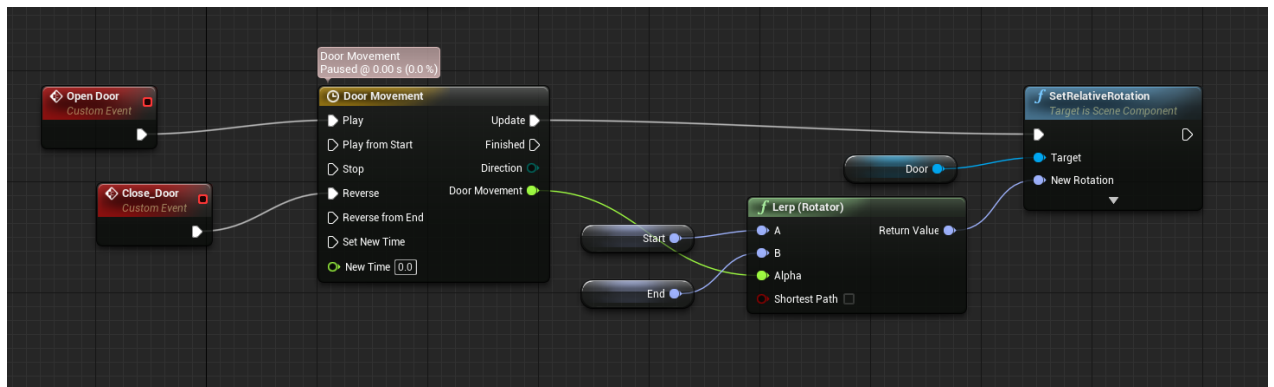 Door Movement
Paused @ 0.00 s (0.0 %)
Open Door
Custom Event
Close_Door
Custom Event
Door Movement
Play
Update
Play from Start
Finished
Stop
Direction
Reverse
Door Movement
Reverse from End
Set New Time
New Time 0.0
Start
End
Door
Lerp (Rotator)
A
Return Value
B
Alpha
Shortest Path
SetRelativeRotation
Target is Scene Component
Target
New Rotation